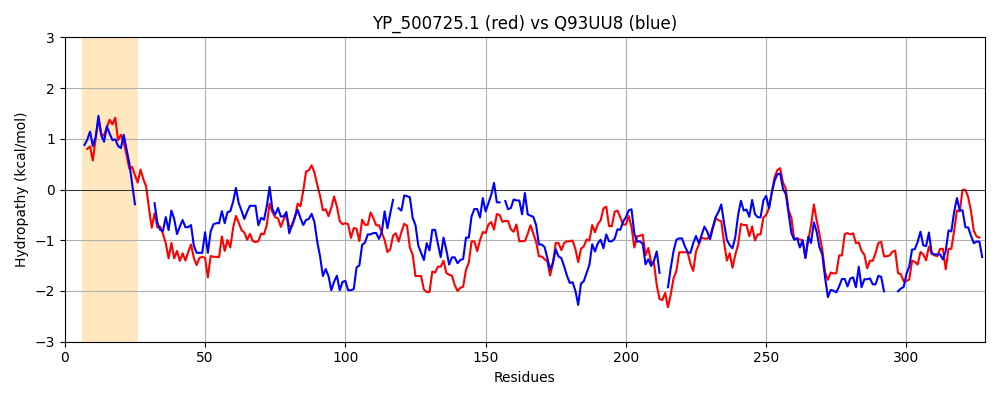 YP_500725.1 (red) vs Q93UU8 (blue)
Hydropathy (kcal/mol)
3
2
1
0
−1
−2
−3
0 50 100 150 200 250 300
Residues